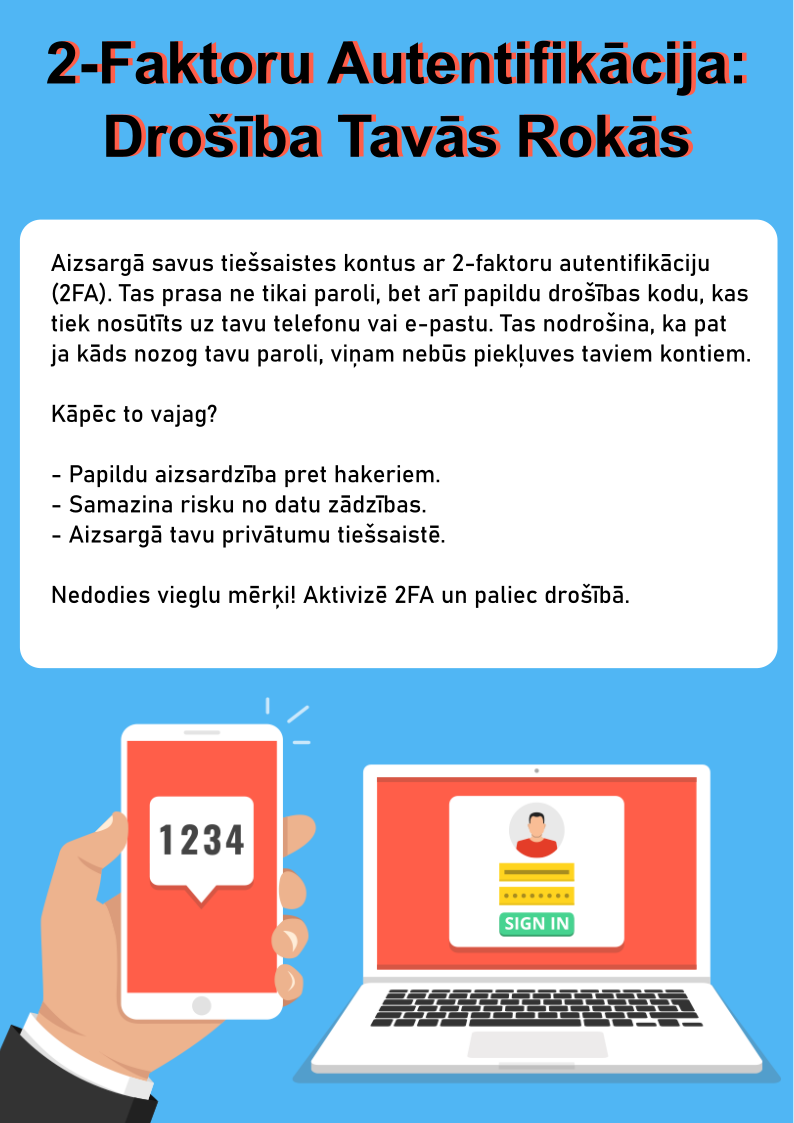 2-Faktoru Autentifikācija:
Drošība Tavās Rokās
Aizsargā savus tiešsaistes kontus ar 2-faktoru autentifikāciju
(2FA). Tas prasa ne tikai paroli, bet arī papildu drošības kodu, kas
tiek nosūtīts uz tavu telefonu vai e-pastu. Tas nodrošina, ka pat
ja kāds nozog tavu paroli, viņam nebūs piekļuves taviem kontiem.
Kāpēc to vajag?
- Papildu aizsardzība pret hakeriem.
- Samazina risku no datu zādzības.
- Aizsargā tavu privātumu tiešsaistē.
Nedodies vieglu mērķi! Aktivizē 2FA un paliec drošībā.
1234
SIGN IN